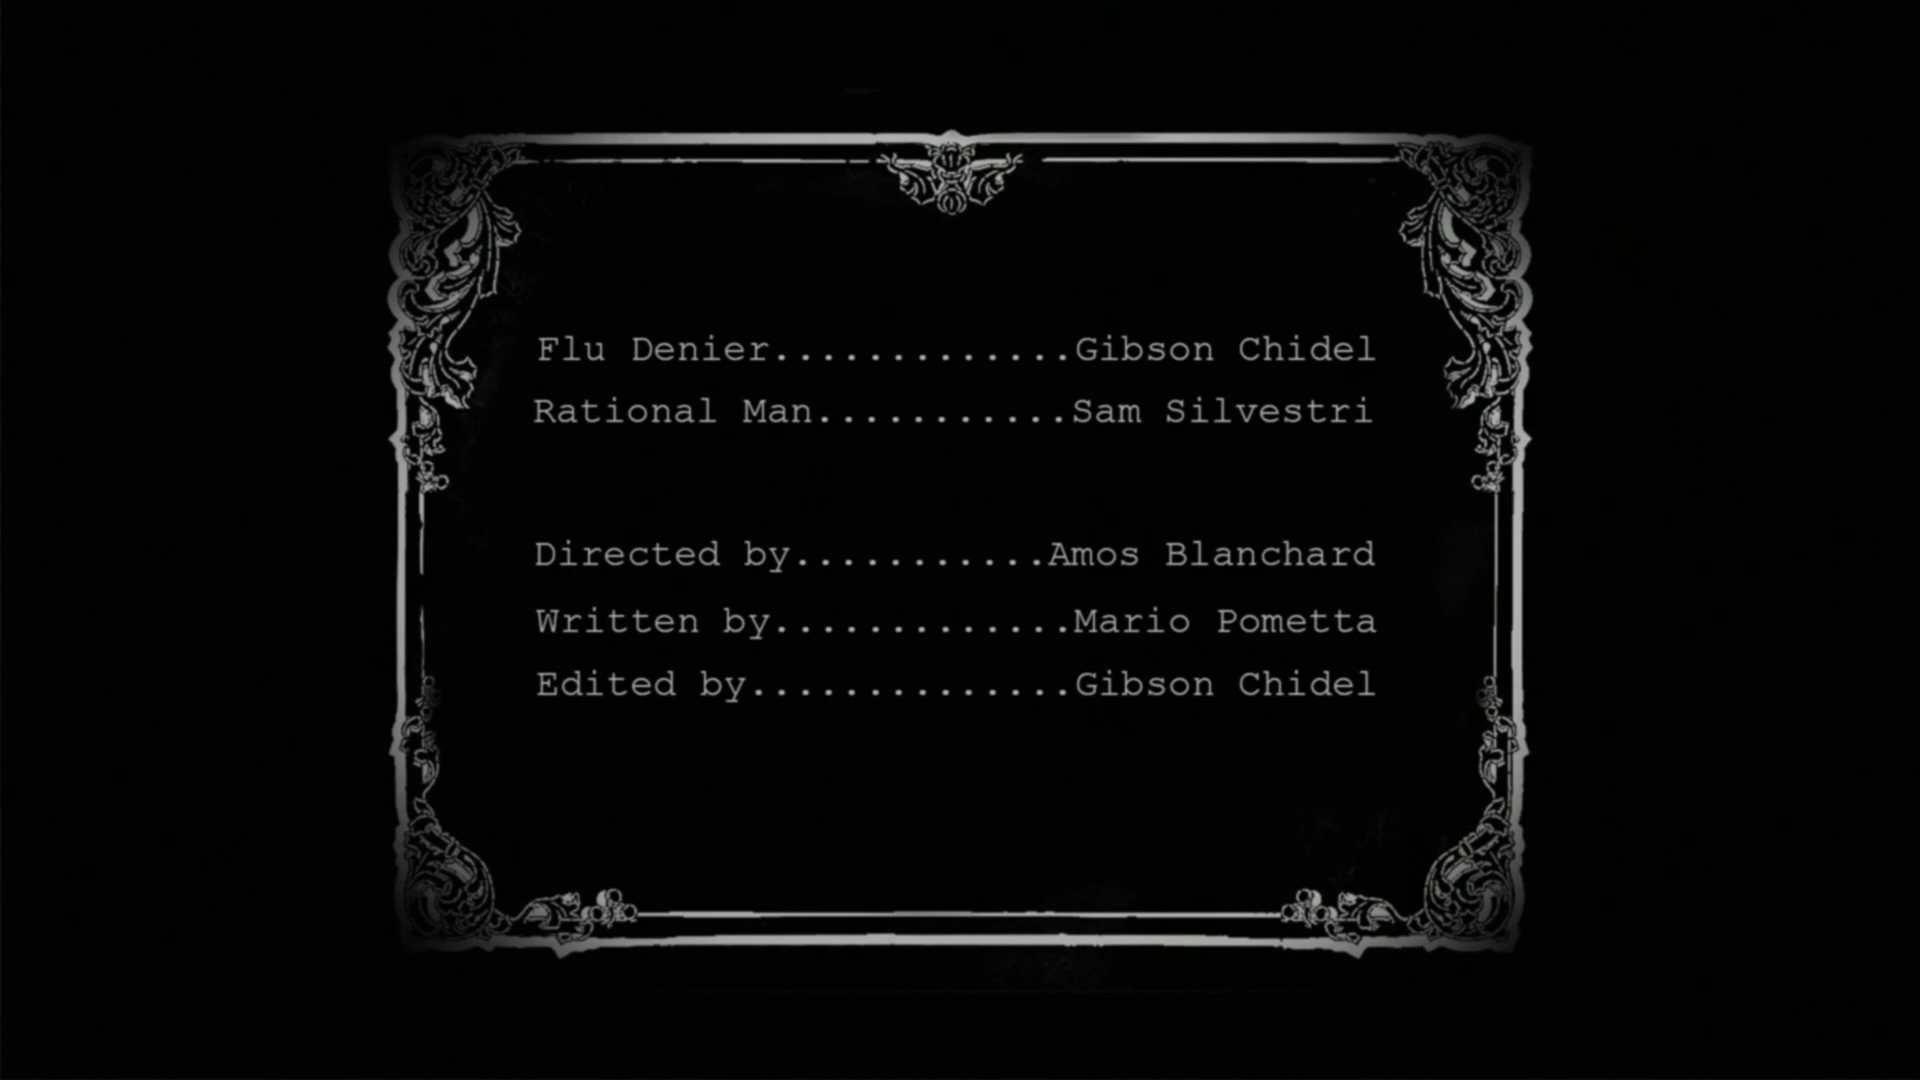 Flu Denier.............Gibson Chidel
Rational Man...........Sam Silvestri
Directed by...........Amos Blanchard
Written by.............Mario Pometta
Edited by..............Gibson Chidel